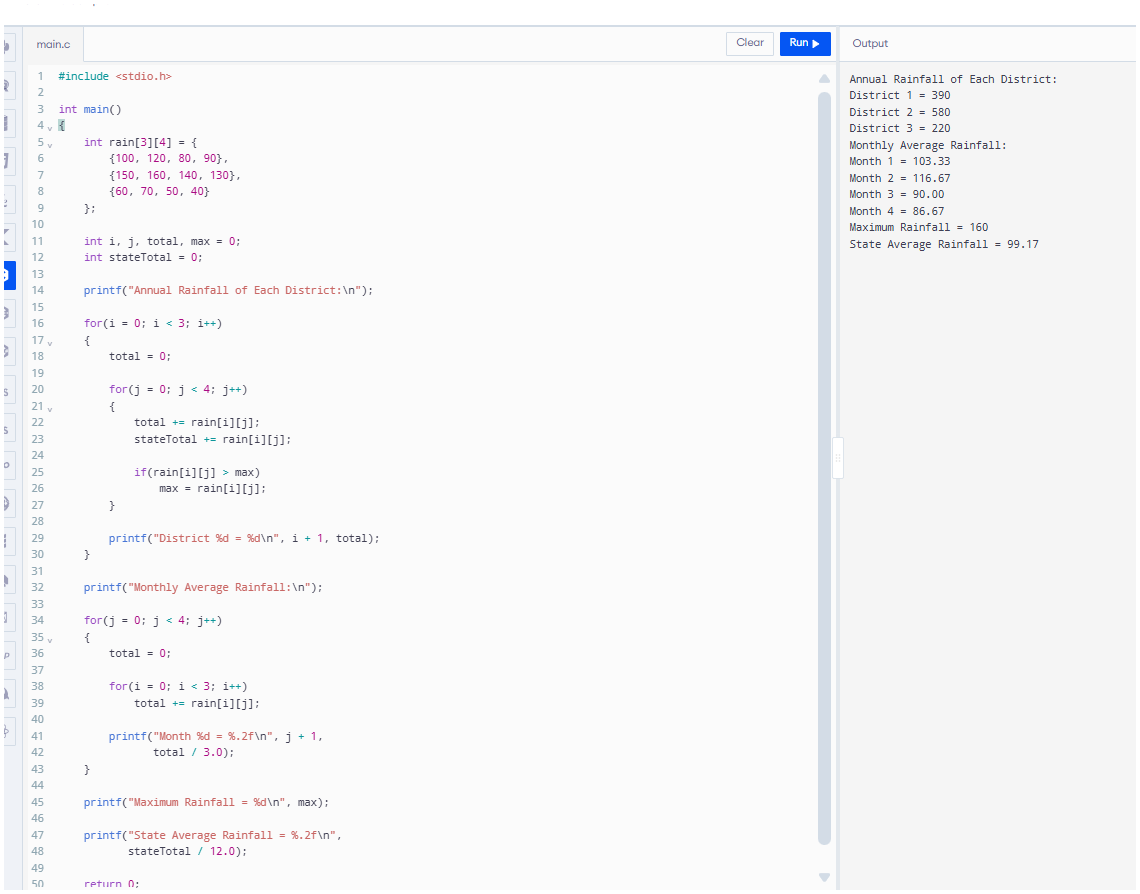 main.c
Clear
Run
Output
1 #include <stdio.h>
2
3 int main()
4 {
5     int rain[3][4] = {
6         {100, 120, 80, 90},
7         {150, 160, 140, 130},
8         {60, 70, 50, 40}
9     };
10
11     int i, j, total, max = 0;
12     int stateTotal = 0;
13
14     printf("Annual Rainfall of Each District:\n");
15
16     for(i = 0; i < 3; i++)
17     {
18         total = 0;
19
20         for(j = 0; j < 4; j++)
21         {
22             total += rain[i][j];
23             stateTotal += rain[i][j];
24
25             if(rain[i][j] > max)
26                 max = rain[i][j];
27         }
28
29         printf("District %d = %d\n", i + 1, total);
30     }
31
32     printf("Monthly Average Rainfall:\n");
33
34     for(j = 0; j < 4; j++)
35     {
36         total = 0;
37
38         for(i = 0; i < 3; i++)
39             total += rain[i][j];
40
41         printf("Month %d = %.2f\n", j + 1,
42                total / 3.0);
43     }
44
45     printf("Maximum Rainfall = %d\n", max);
46
47     printf("State Average Rainfall = %.2f\n",
48            stateTotal / 12.0);
49
50     return 0;
Annual Rainfall of Each District:
District 1 = 390
District 2 = 580
District 3 = 220
Monthly Average Rainfall:
Month 1 = 103.33
Month 2 = 116.67
Month 3 = 90.00
Month 4 = 86.67
Maximum Rainfall = 160
State Average Rainfall = 99.17